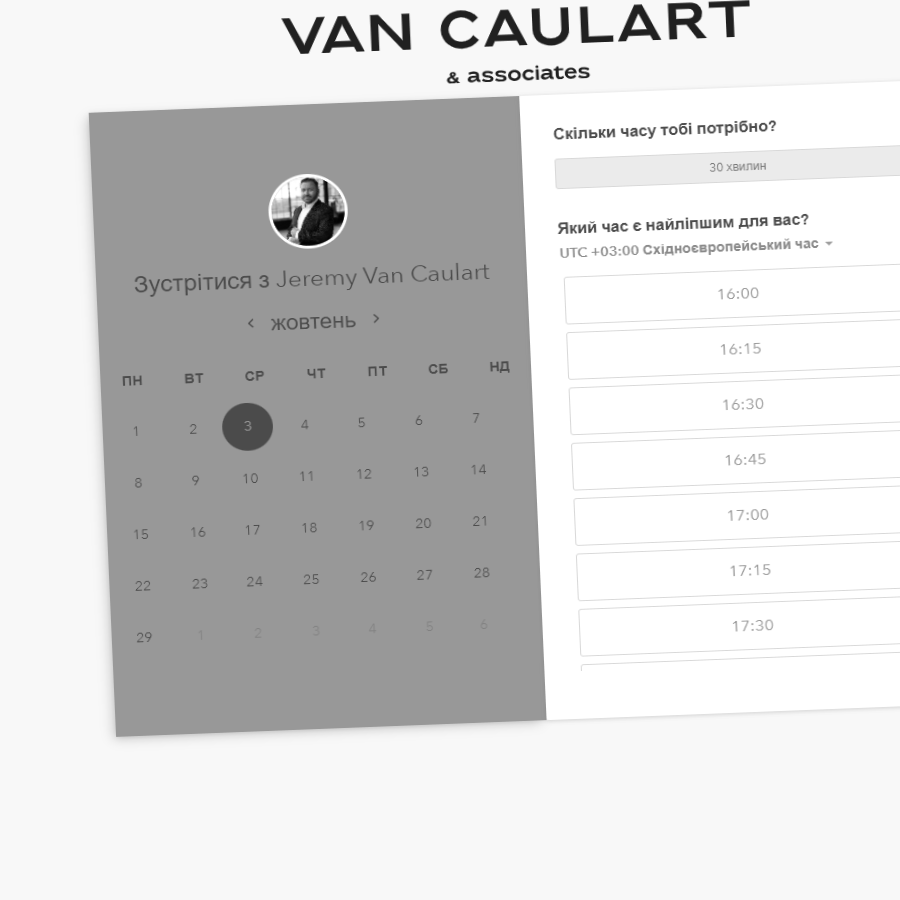 VAN CAULART
& associates
Зустрітися з Jeremy Van Caulart
‹ жовтень ›
ПН ВТ СР ЧТ ПТ СБ НД
1 2 3 4 5 6 7
8 9 10 11 12 13 14
15 16 17 18 19 20 21
22 23 24 25 26 27 28
29 1 2 3 4 5 6
Скільки часу тобі потрібно?
30 хвилин
Який час є найліпшим для вас?
UTC +03:00 Східноєвропейський час
16:00
16:15
16:30
16:45
17:00
17:15
17:30